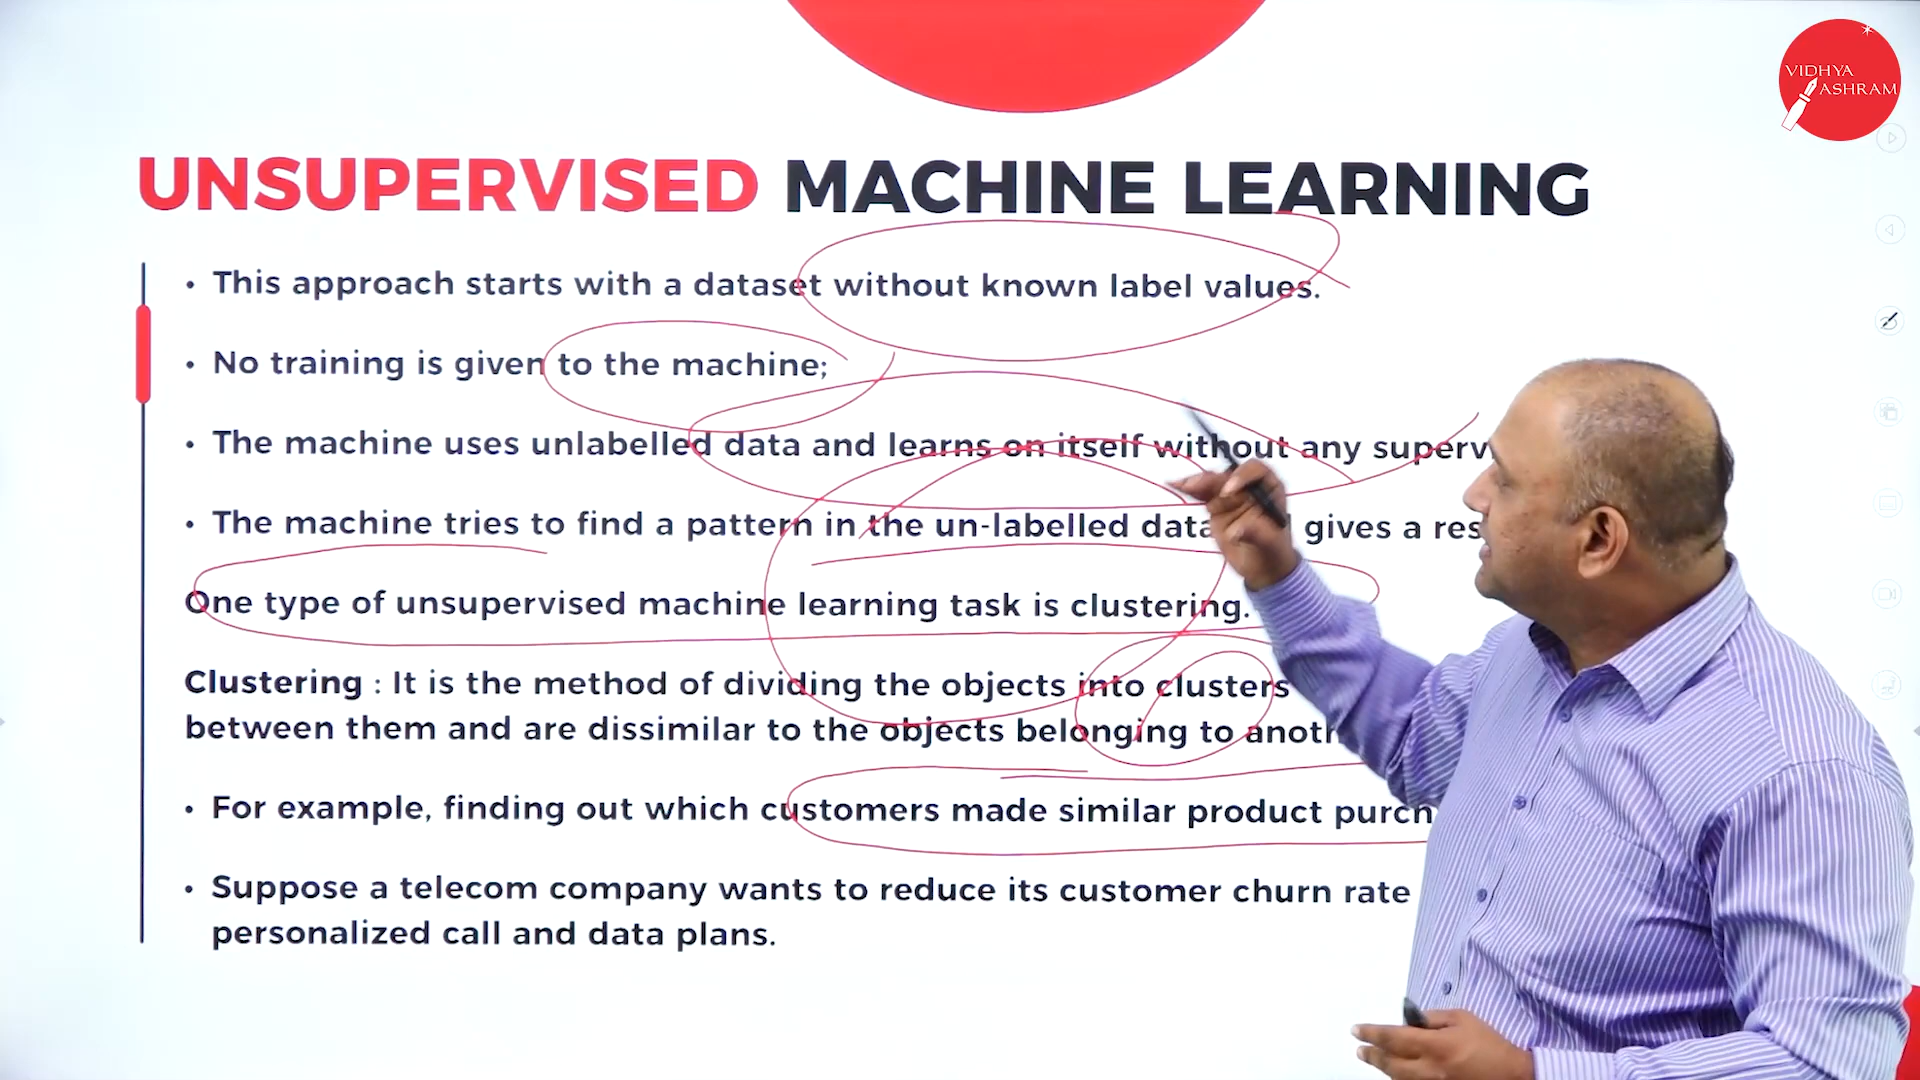 VIDHYA
ASHRAM
UNSUPERVISED MACHINE LEARNING
• This approach starts with a dataset without known label values.
• No training is given to the machine;
• The machine uses unlabelled data and learns on itself without any
• The machine tries to find a pattern in the un-labelled data gives a
One type of unsupervised machine learning task is clustering.
Clustering : It is the method of dividing the objects into clusters
between them and are dissimilar to the objects belonging to
• For example, finding out which customers made similar product
• Suppose a telecom company wants to reduce its customer churn rate
personalized call and data plans.